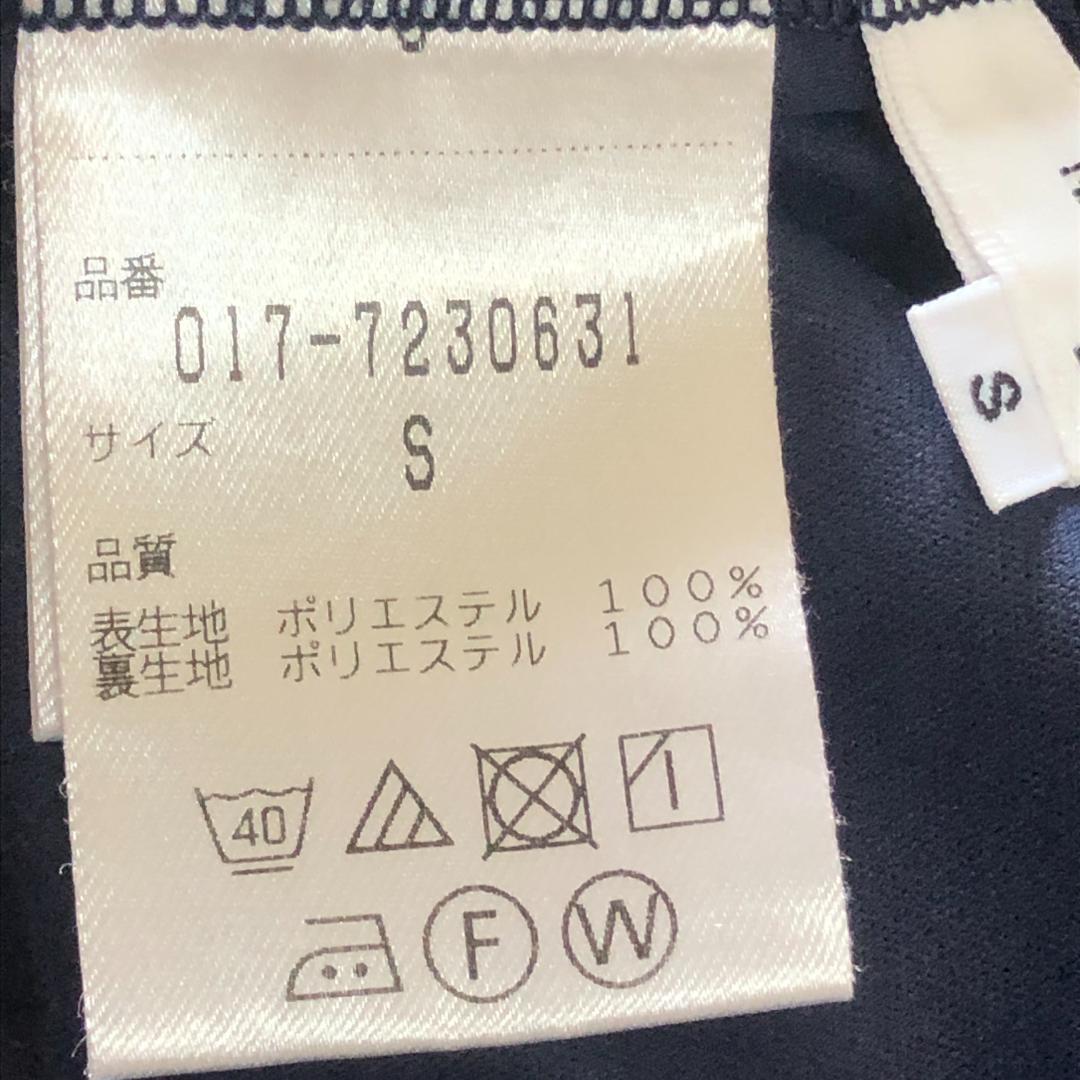 品番
017-7230631
サイズ S
品質
表生地 ポリエステル 100%
裏生地 ポリエステル 100%
40
F W
S